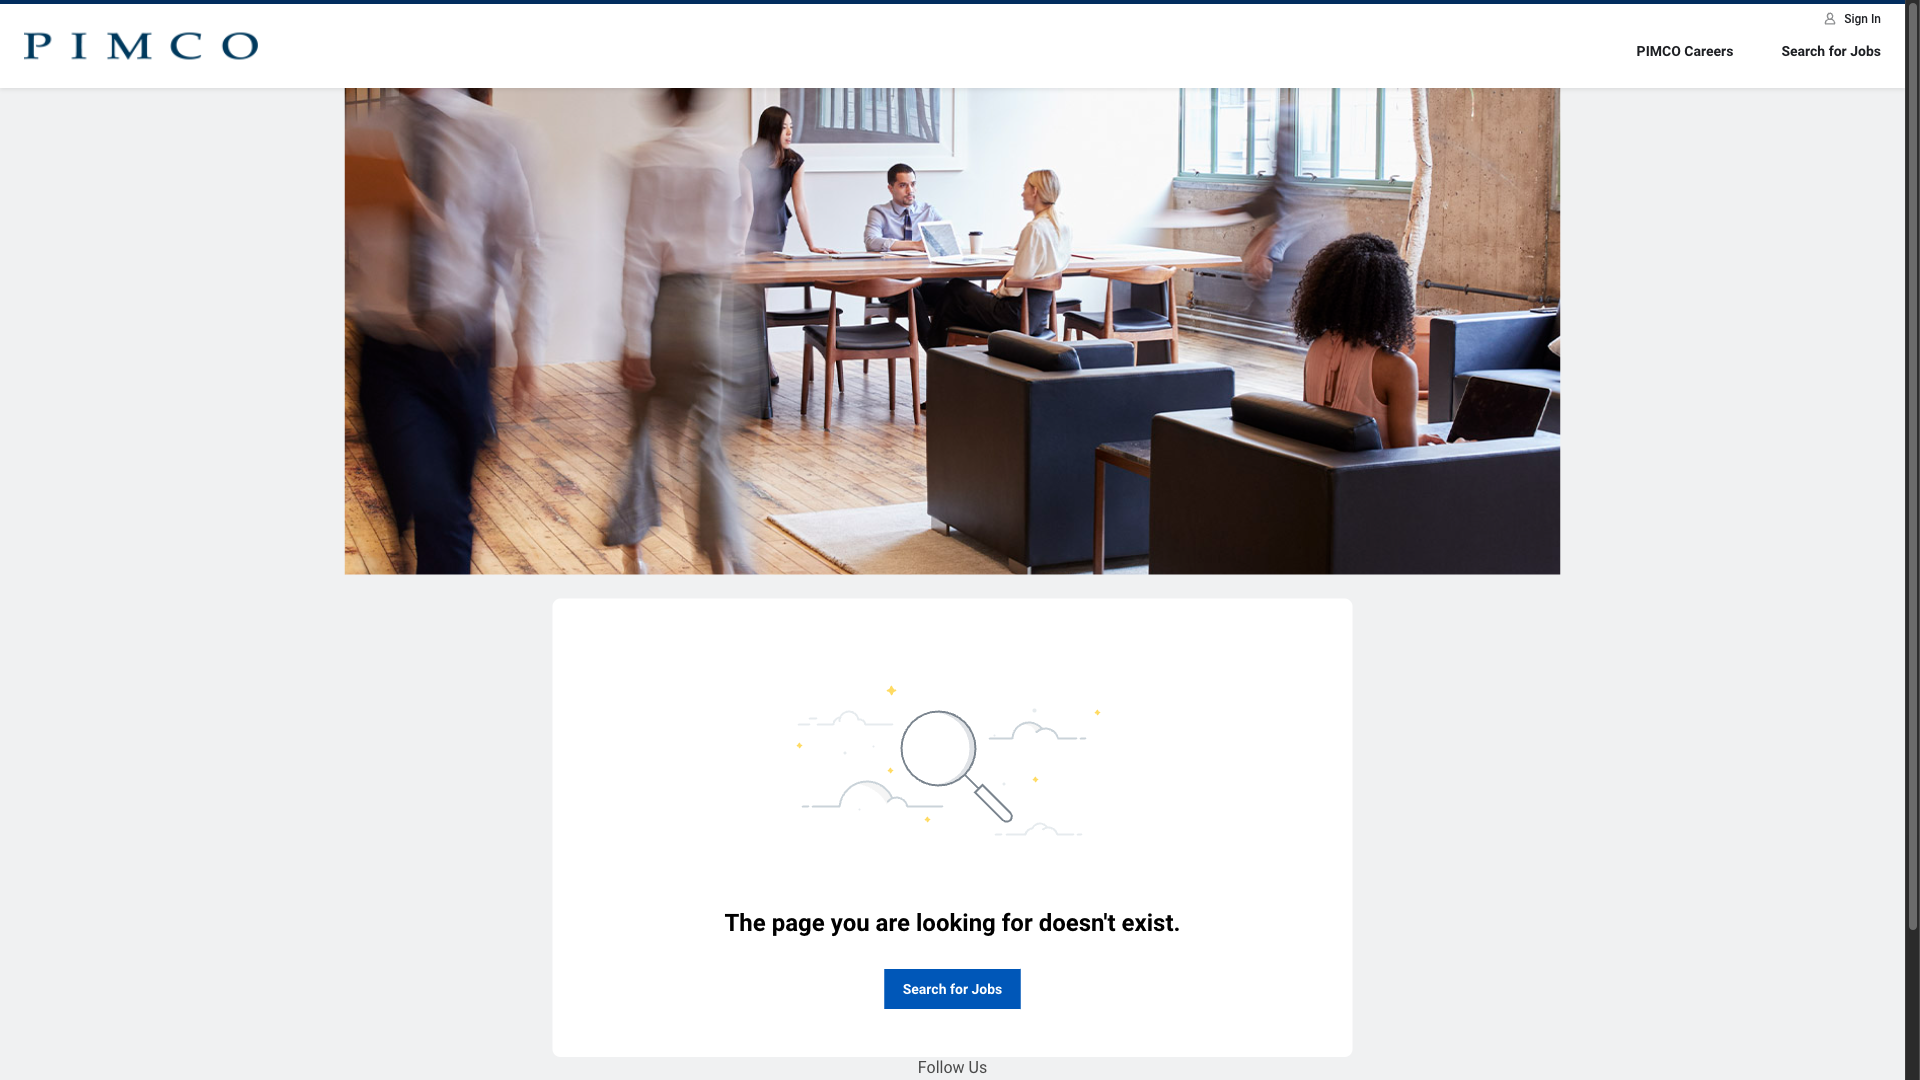 Sign In
PIMCO
PIMCO Careers
Search for Jobs
The page you are looking for doesn't exist.
Search for Jobs
Follow Us